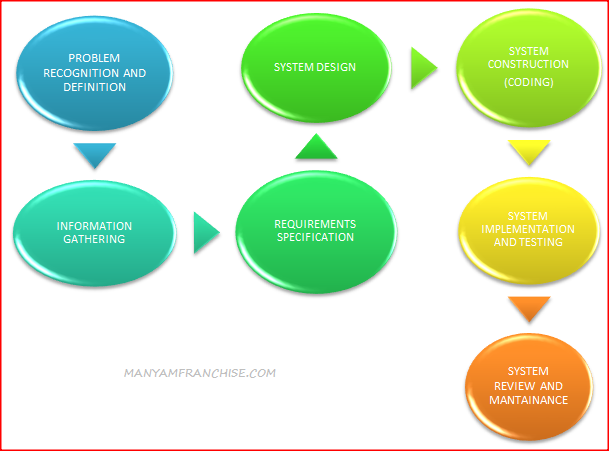 PROBLEM
RECOGNITION AND
DEFINITION
INFORMATION
GATHERING
REQUIREMENTS
SPECIFICATION
SYSTEM DESIGN
SYSTEM
CONSTRUCTION
(CODING)
SYSTEM
IMPLEMENTATION
AND TESTING
SYSTEM
REVIEW AND
MANTAINANCE
MANYAMFRANCHISE.COM